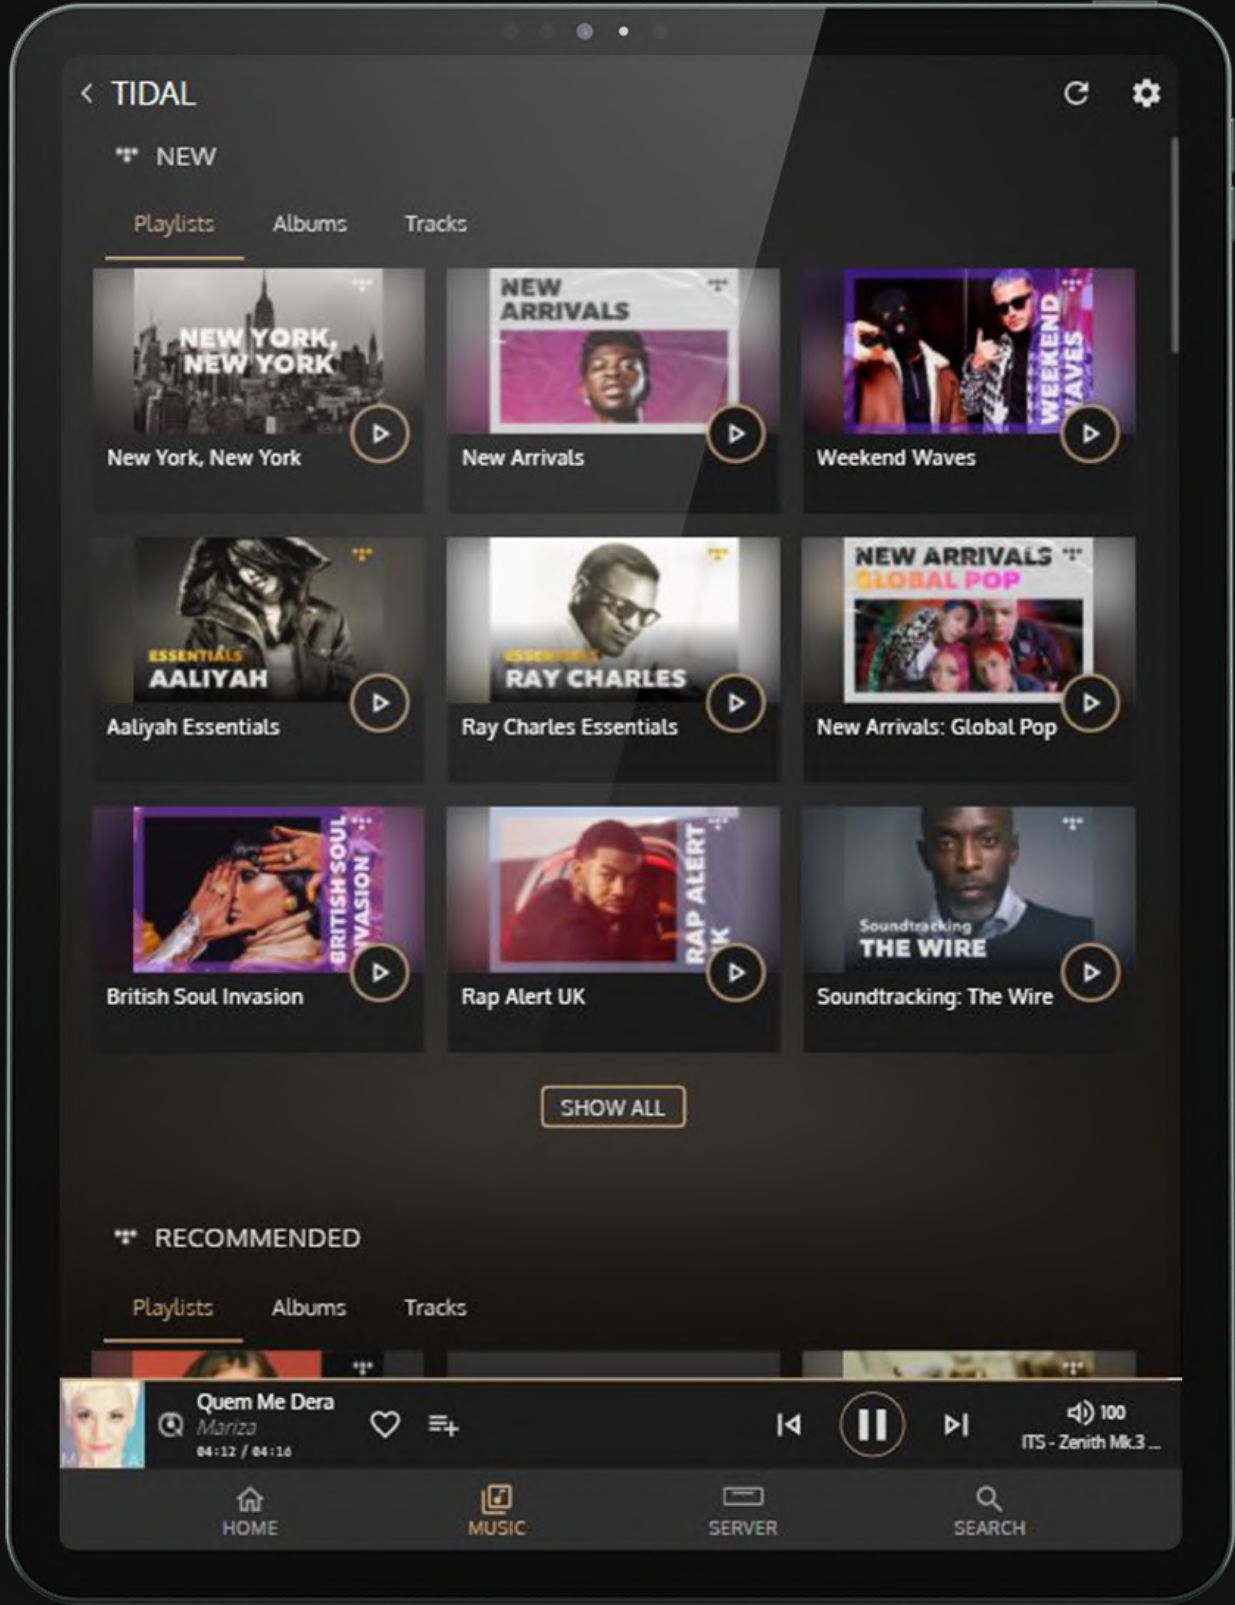 TIDAL
NEW
Playlists Albums Tracks
NEW YORK,
NEW YORK
New York, New York
NEW
ARRIVALS
New Arrivals
WEEKEND
WAVES
Weekend Waves
ESSENTIALS
AALIYAH
Aaliyah Essentials
ESSENTIALS
RAY CHARLES
Ray Charles Essentials
NEW ARRIVALS
GLOBAL POP
New Arrivals: Global Pop
BRITISH SOUL
INVASION
British Soul Invasion
RAP ALERT
UK
Rap Alert UK
Soundtracking
THE WIRE
Soundtracking: The Wire
SHOW ALL
RECOMMENDED
Playlists Albums Tracks
Quem Me Dera
Mariza
04:12 / 04:16
100
ITS - Zenith Mk.3 ...
HOME MUSIC SERVER SEARCH